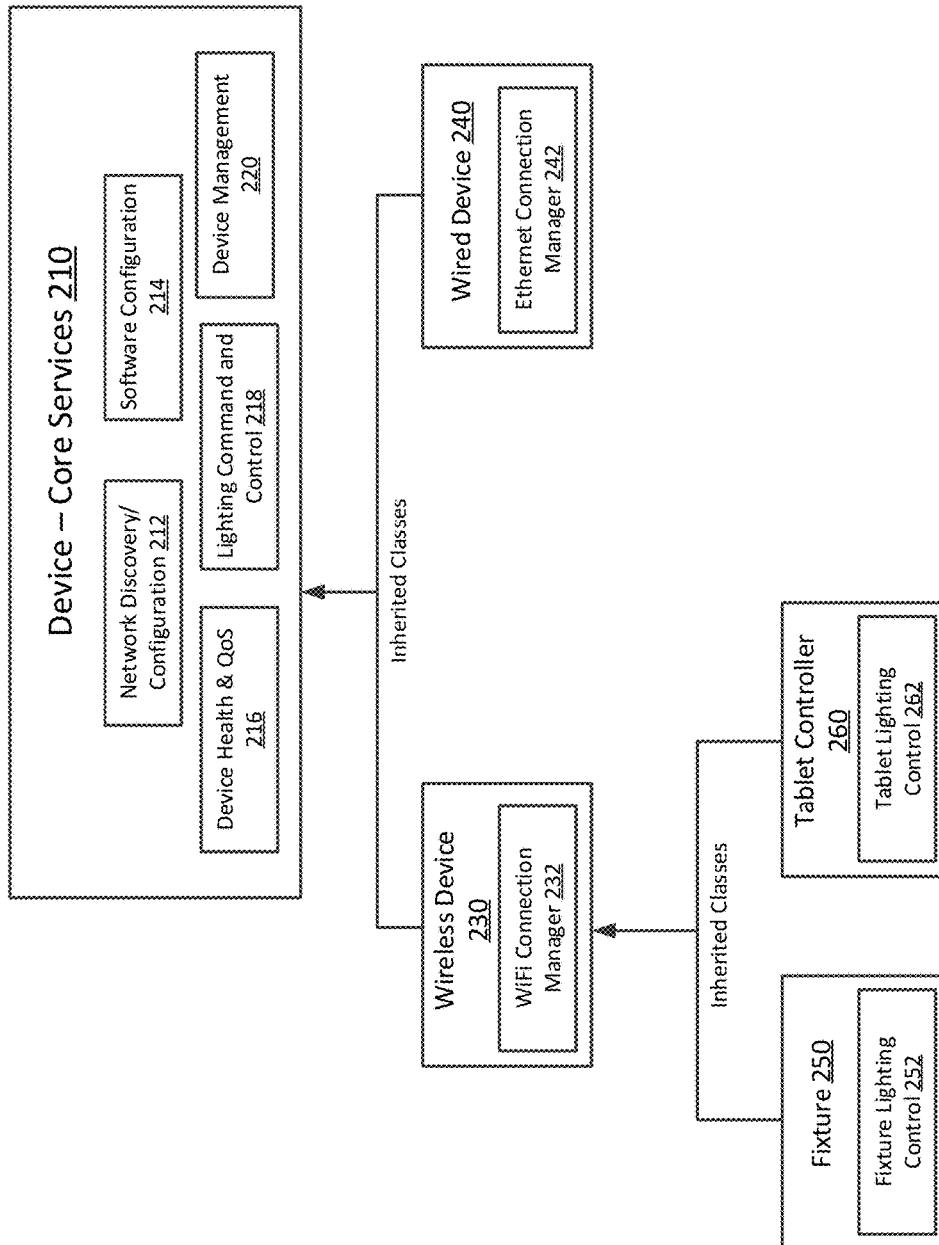 Device – Core Services 210
Network Discovery/
Configuration 212
Software Configuration
214
Device Health & QoS
216
Lighting Command and
Control 218
Device Management
220
Inherited Classes
Wireless Device
230
WiFi Connection
Manager 232
Wired Device 240
Ethernet Connection
Manager 242
Inherited Classes
Fixture 250
Fixture Lighting
Control 252
Tablet Controller
260
Tablet Lighting
Control 262